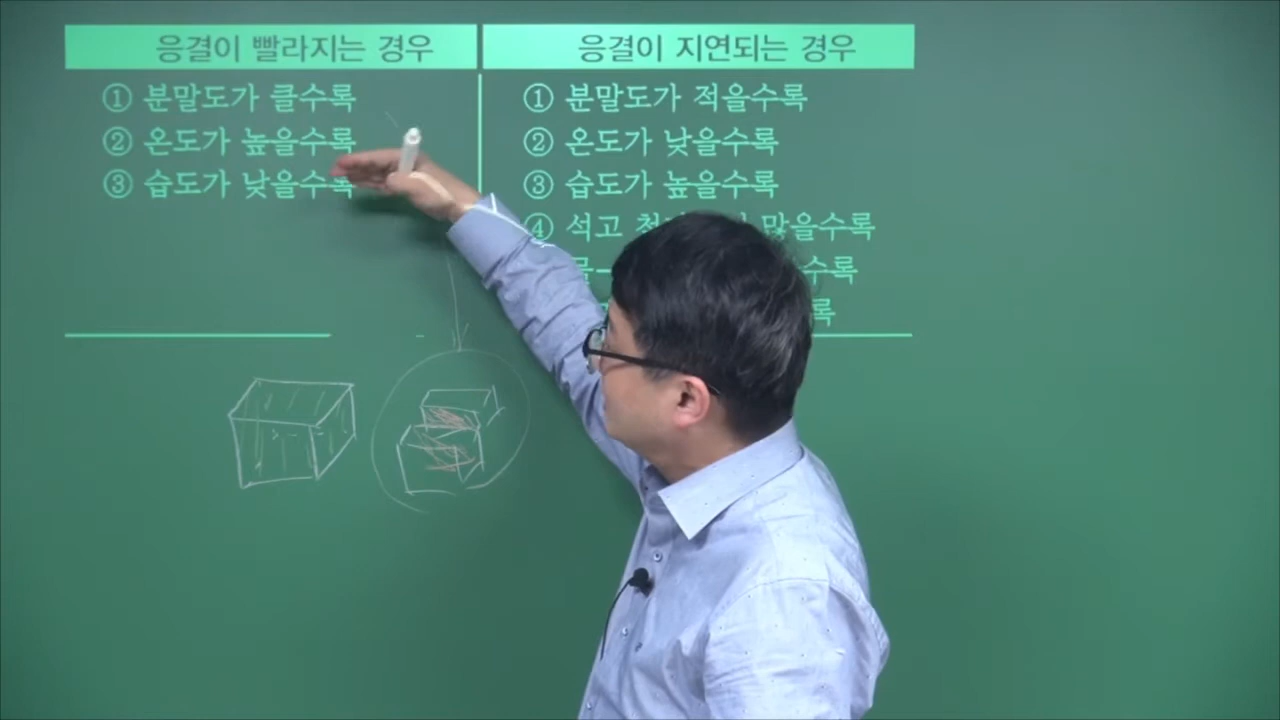 응결이 빨라지는 경우
① 분말도가 클수록
② 온도가 높을수록
③ 습도가 낮을수록
응결이 지연되는 경우
① 분말도가 적을수록
② 온도가 낮을수록
③ 습도가 높을수록
④ 석고 많을수록
수록
록